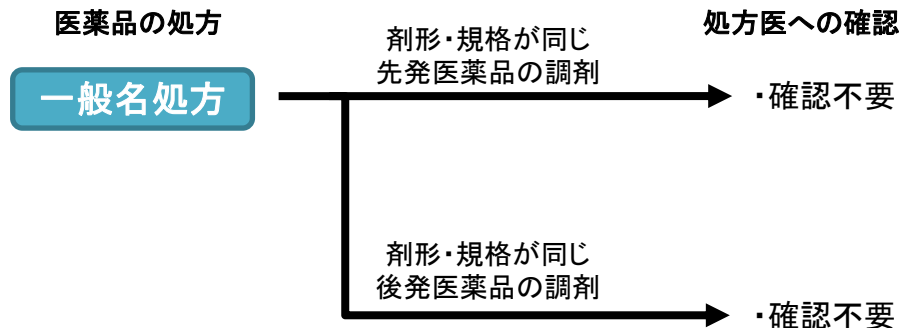 医薬品の処方
処方医への確認
剤形・規格が同じ
先発医薬品の調剤
一般名処方
・確認不要
剤形・規格が同じ
後発医薬品の調剤
・確認不要